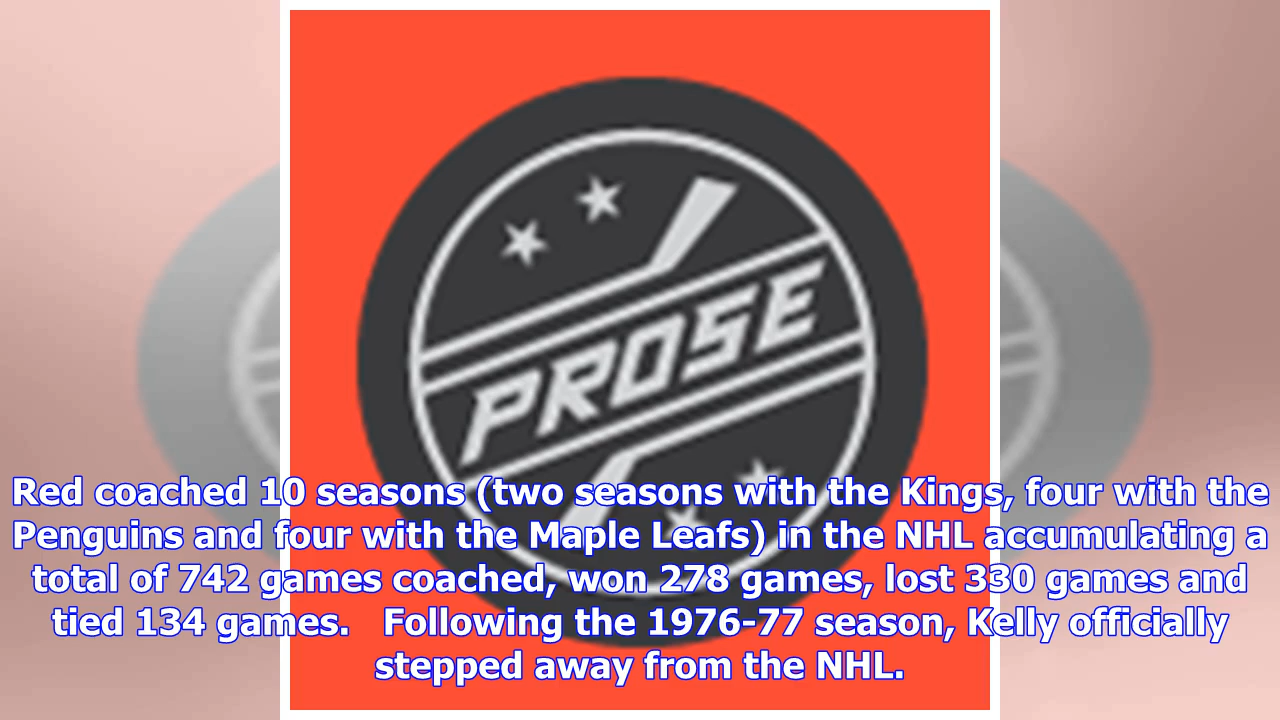 PROSE
Red coached 10 seasons (two seasons with the Kings, four with the
Penguins and four with the Maple Leafs) in the NHL accumulating a
total of 742 games coached, won 278 games, lost 330 games and
tied 134 games.   Following the 1976-77 season, Kelly officially
stepped away from the NHL.